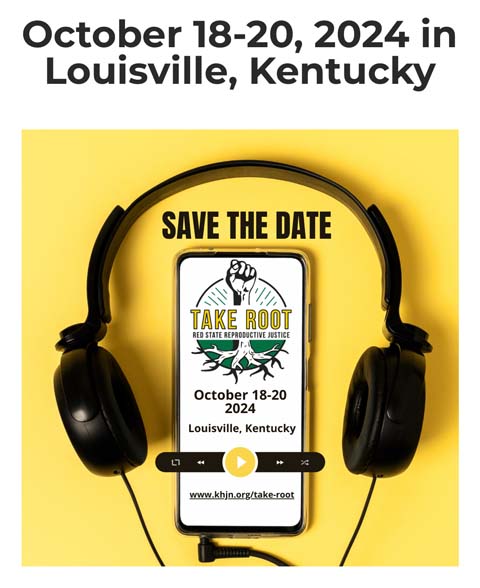 October 18-20, 2024 in
Louisville, Kentucky
SAVE THE DATE
TAKE ROOT
RED STATE REPRODUCTIVE JUSTICE
October 18-20
2024
Louisville, Kentucky
www.khjn.org/take-root